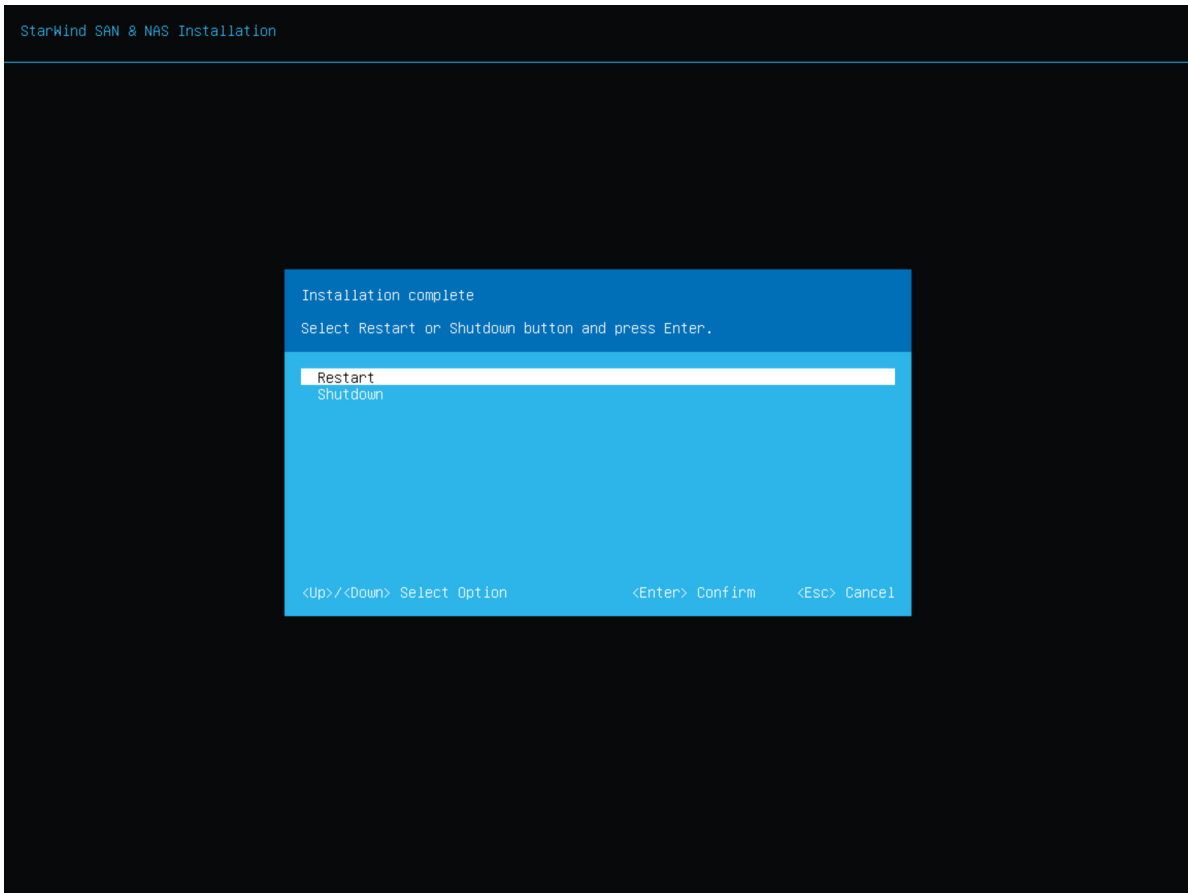 StarWind SAN & NAS Installation
Installation complete
Select Restart or Shutdown button and press Enter.
Restart
Shutdown
<Up>/<Down> Select Option <Enter> Confirm <Esc> Cancel